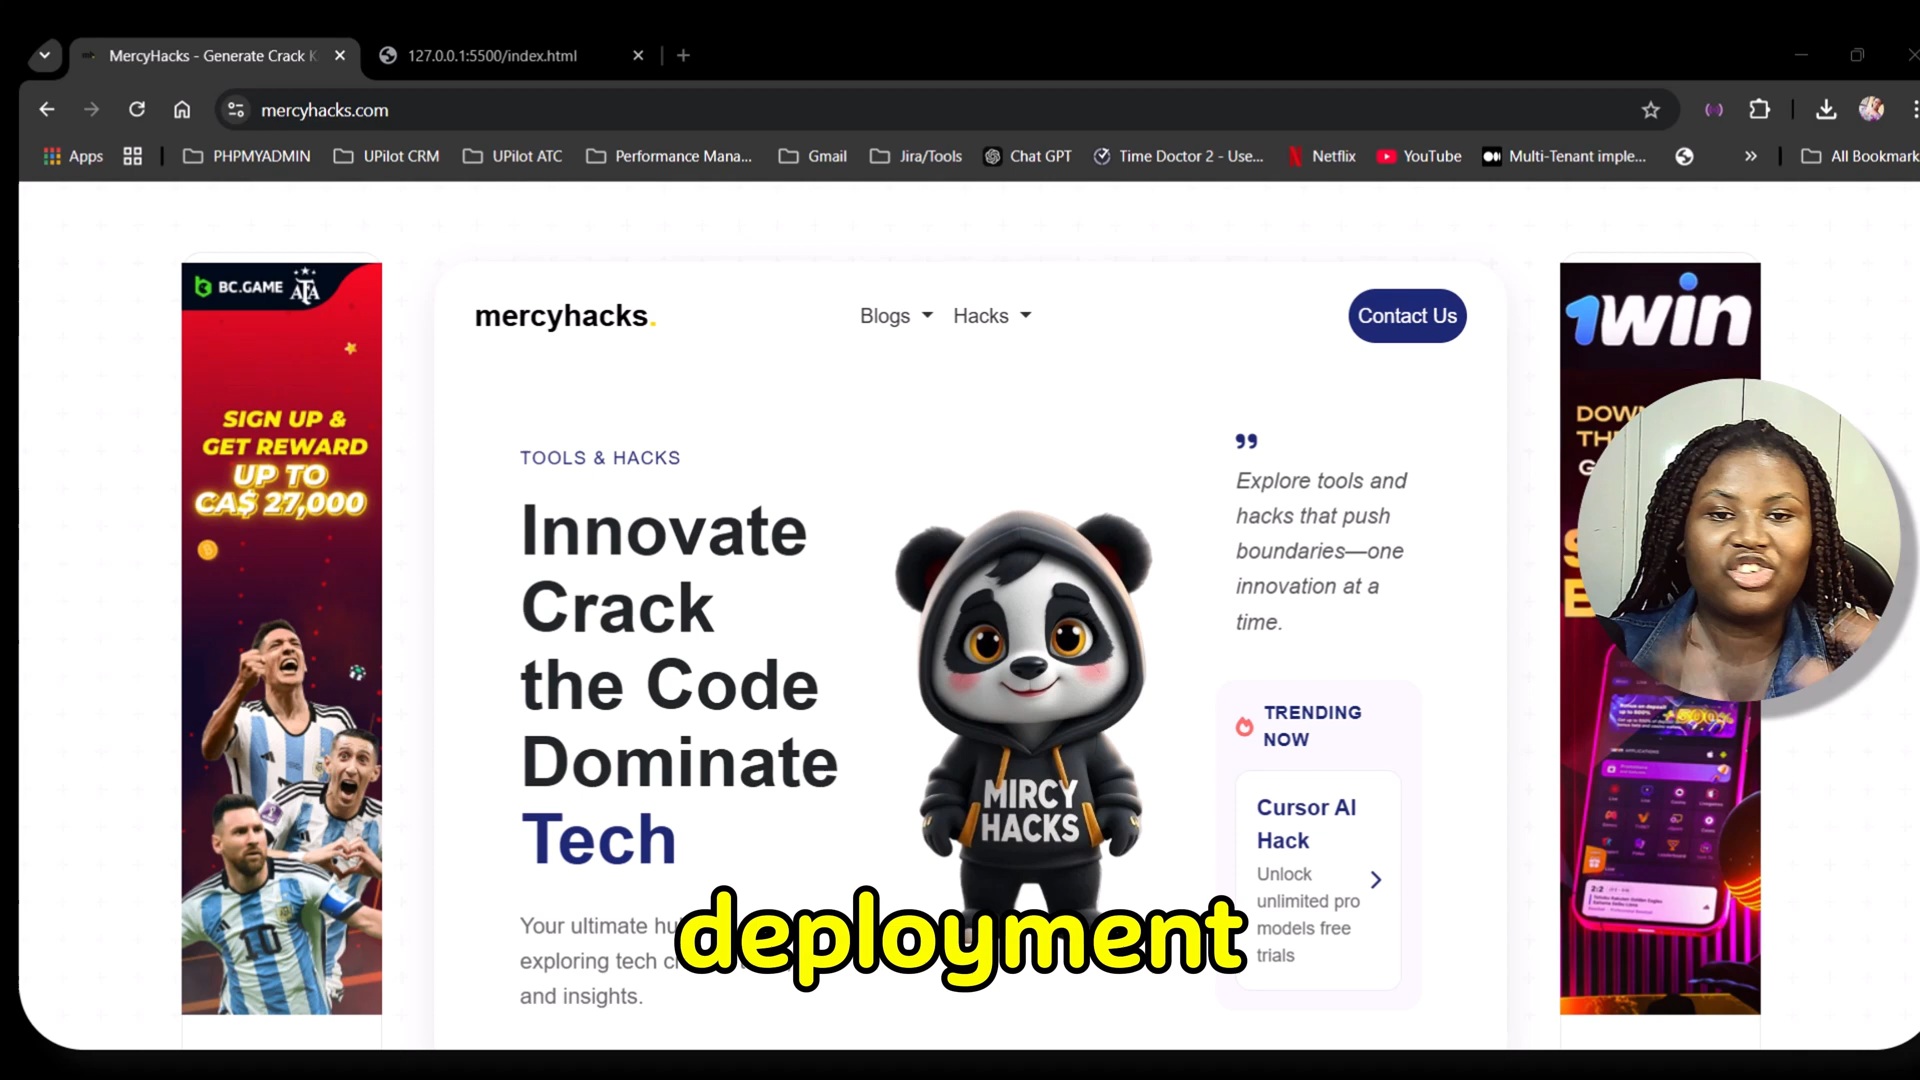 MercyHacks - Generate Crack K
127.0.0.1:5500/index.html
mercyhacks.com
Apps
PHPMYADMIN
UPilot CRM
UPilot ATC
Performance Mana...
Gmail
Jira/Tools
Chat GPT
Time Doctor 2 - Use...
Netflix
YouTube
Multi-Tenant imple...
All Bookmark
BC.GAME AFA
SIGN UP &
GET REWARD
UP TO
CA$ 27,000
10
mercyhacks.
Blogs
Hacks
Contact Us
TOOLS & HACKS
Innovate
Crack
the Code
Dominate
Tech
Your ultimate hu
exploring tech c
and insights.
MIRCY
HACKS
deployment
Explore tools and
hacks that push
boundaries—one
innovation at a
time.
TRENDING
NOW
Cursor AI
Hack
Unlock
unlimited pro
models free
trials
1win
DOW
TH
G
S
B
+500%
2:2